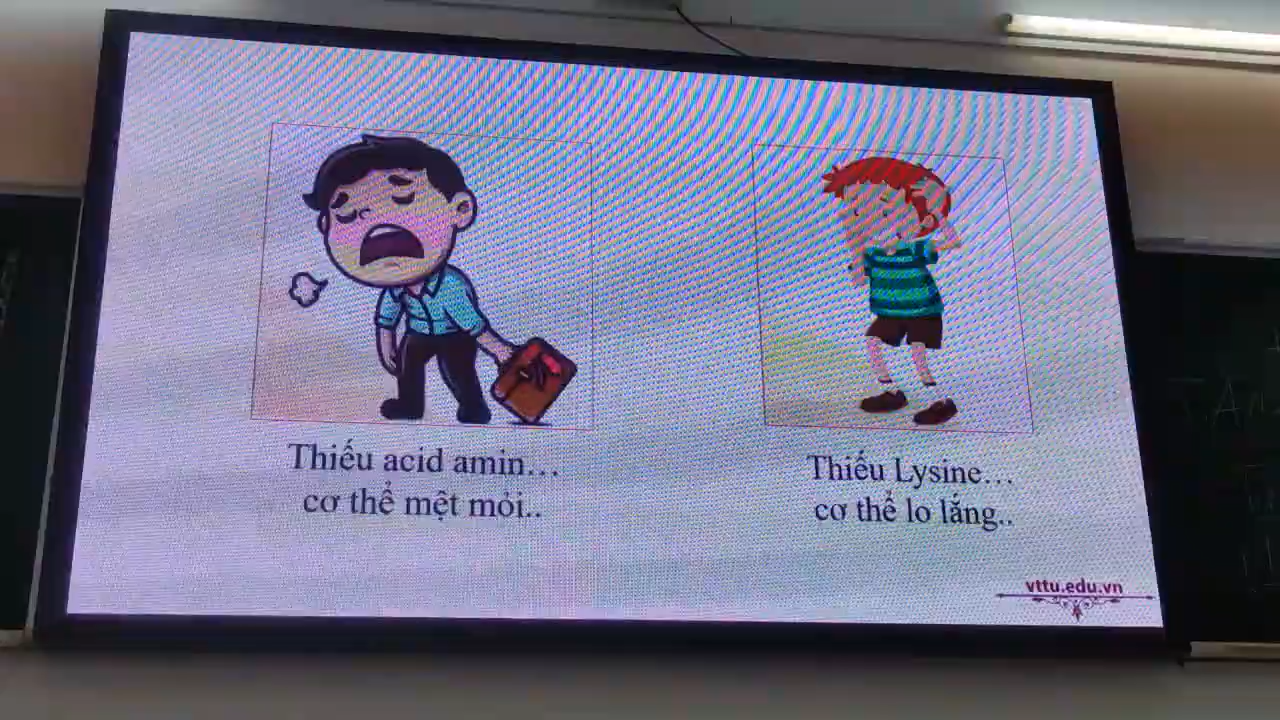 Thiếu acid amin...
cơ thể mệt mỏi..
Thiếu Lysine...
cơ thể lo lắng..
vttu.edu.vn